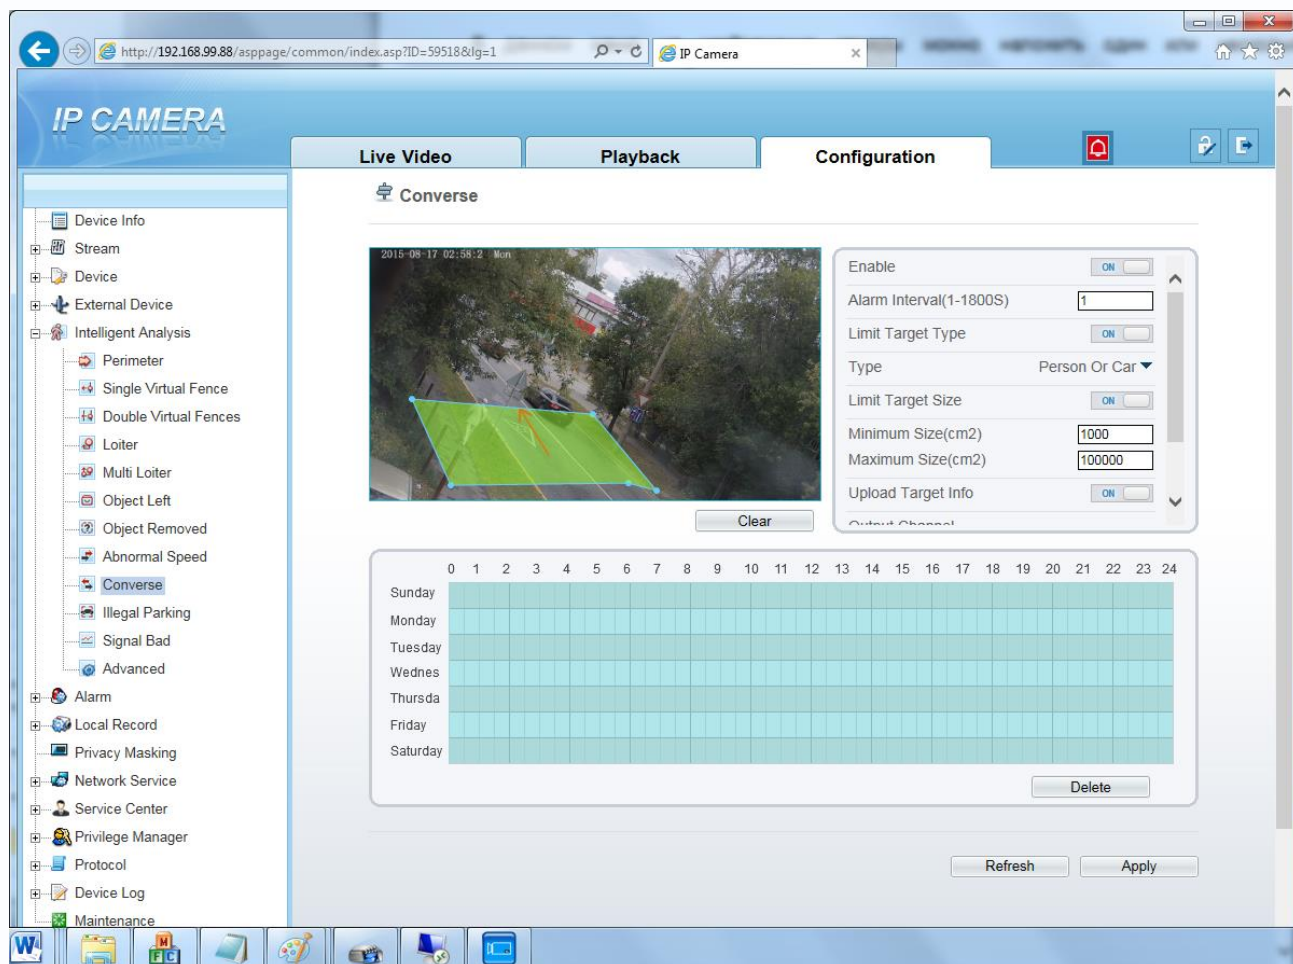 http://192.168.99.88/asppage/common/index.asp?ID=59518&lg=1
IP Camera
можно
один или
IP CAMERA
Live Video
Playback
Configuration
Converse
Device Info
Stream
Device
External Device
Intelligent Analysis
Perimeter
Single Virtual Fence
Double Virtual Fences
Loiter
Multi Loiter
Object Left
Object Removed
Abnormal Speed
Converse
Illegal Parking
Signal Bad
Advanced
Alarm
Local Record
Privacy Masking
Network Service
Service Center
Privilege Manager
Protocol
Device Log
Maintenance
2015-08-17 02:58:2 Mon
Clear
Enable ON
Alarm Interval(1-1800S) 1
Limit Target Type ON
Type Person Or Car
Limit Target Size ON
Minimum Size(cm2) 1000
Maximum Size(cm2) 100000
Upload Target Info ON
Output Channel
0 1 2 3 4 5 6 7 8 9 10 11 12 13 14 15 16 17 18 19 20 21 22 23 24
Sunday
Monday
Tuesday
Wednes
Thursda
Friday
Saturday
Delete
Refresh
Apply
W
M
F C